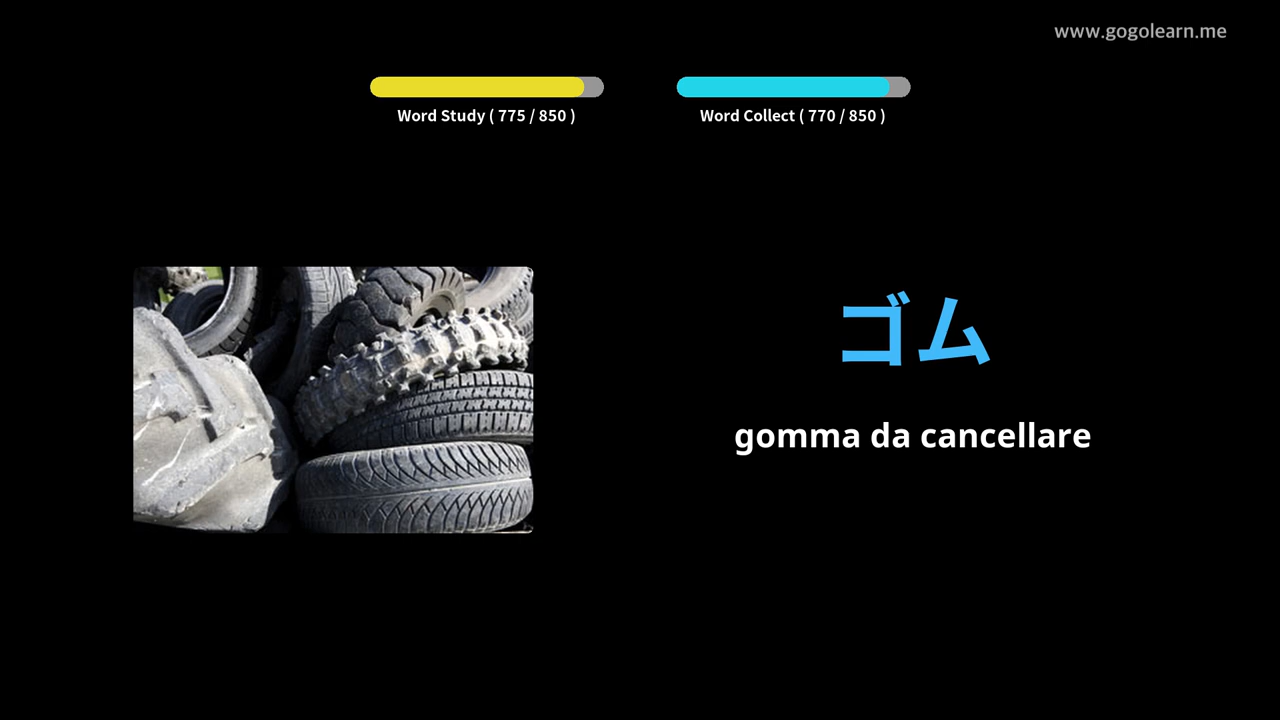 www.gogolearn.me
Word Study ( 775 / 850 )
Word Collect ( 770 / 850 )
ゴム
gomma da cancellare